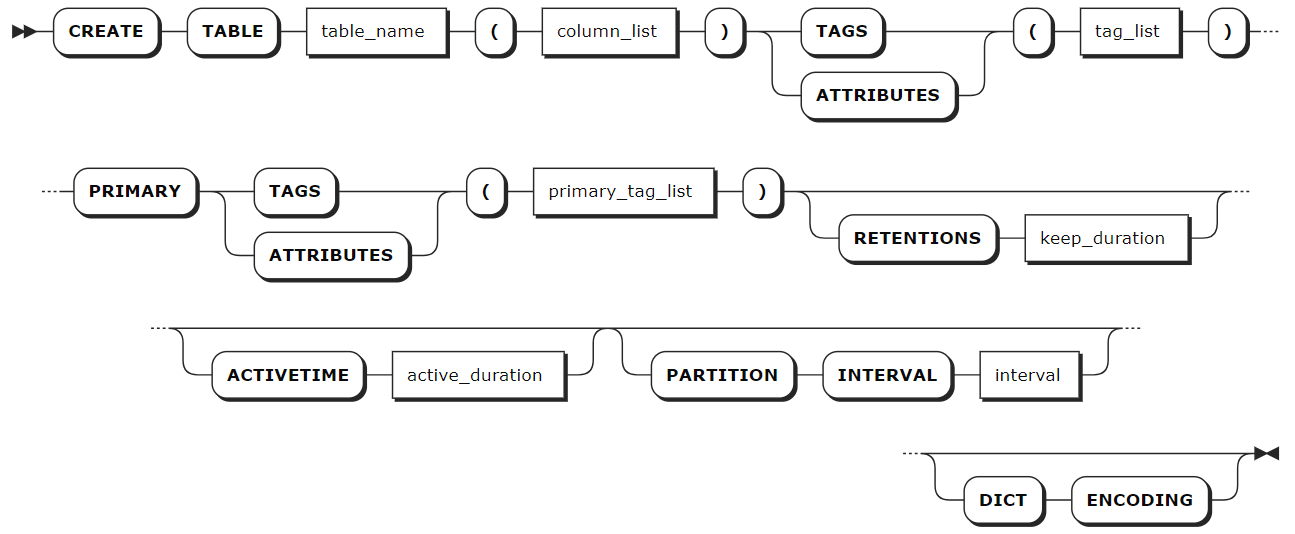 CREATE TABLE table_name ( column_list ) TAGS ( tag_list )
ATTRIBUTES
PRIMARY TAGS ( primary_tag_list )
ATTRIBUTES
RETENTIONS keep_duration
ACTIVETIME active_duration PARTITION INTERVAL interval
DICT ENCODING